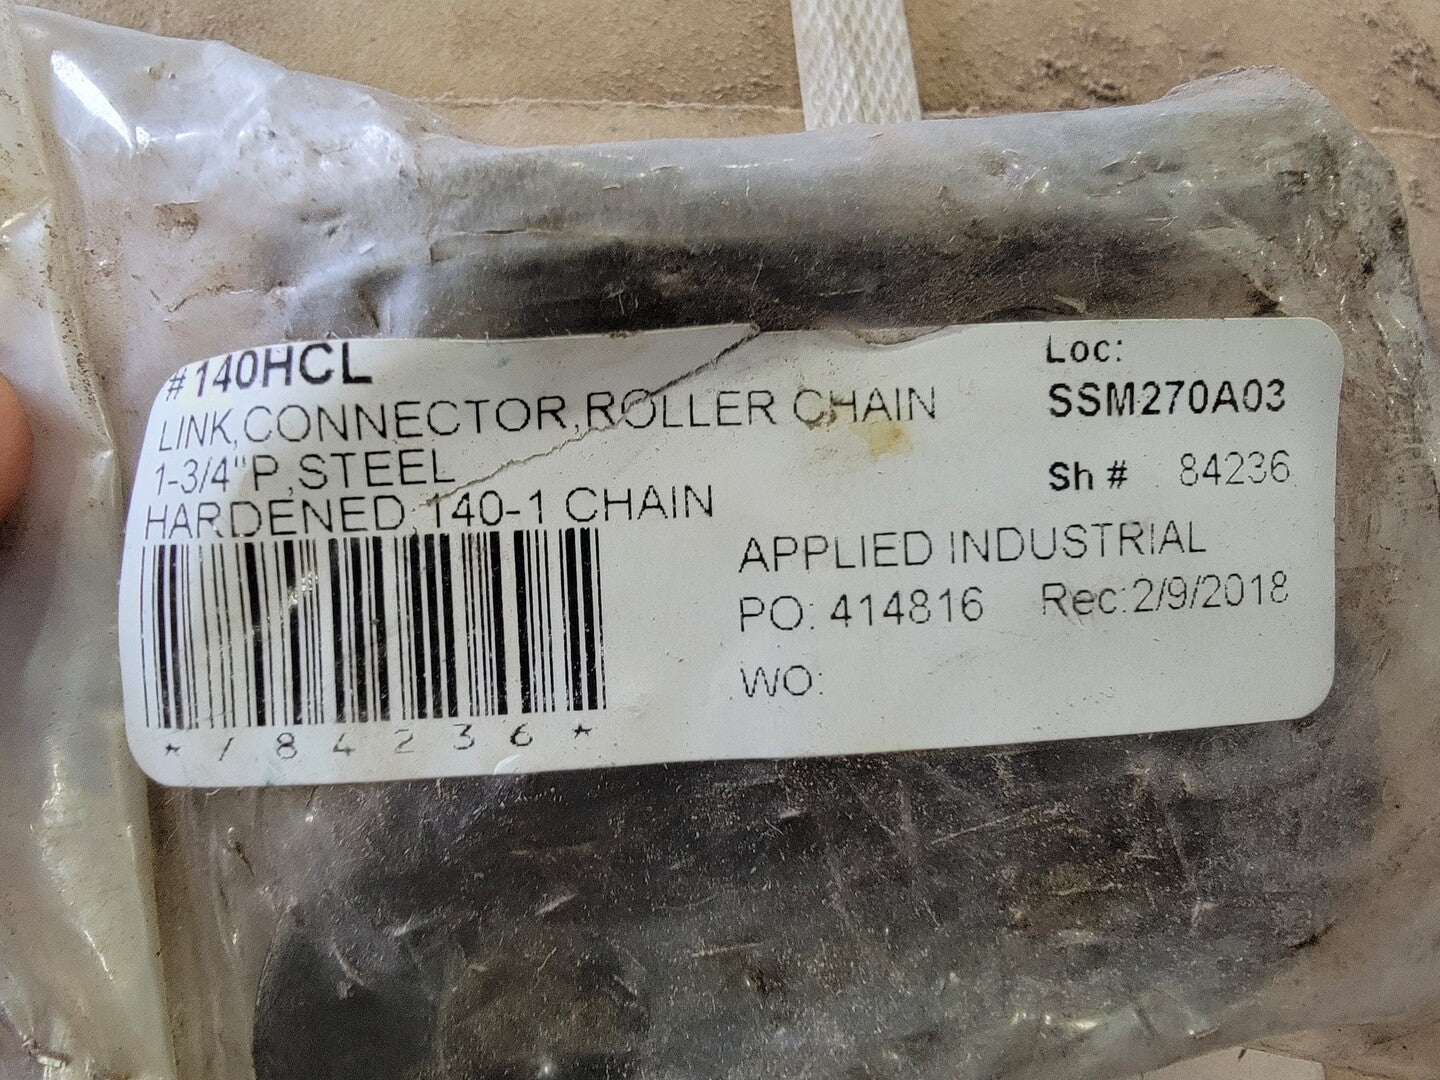 #140HCL
LINK,CONNECTOR,ROLLER CHAIN
1-3/4"P,STEEL
HARDENED,140-1 CHAIN
*/84236*
Loc:
SSM270A03
Sh # 84236
APPLIED INDUSTRIAL
PO: 414816 Rec:2/9/2018
WO: